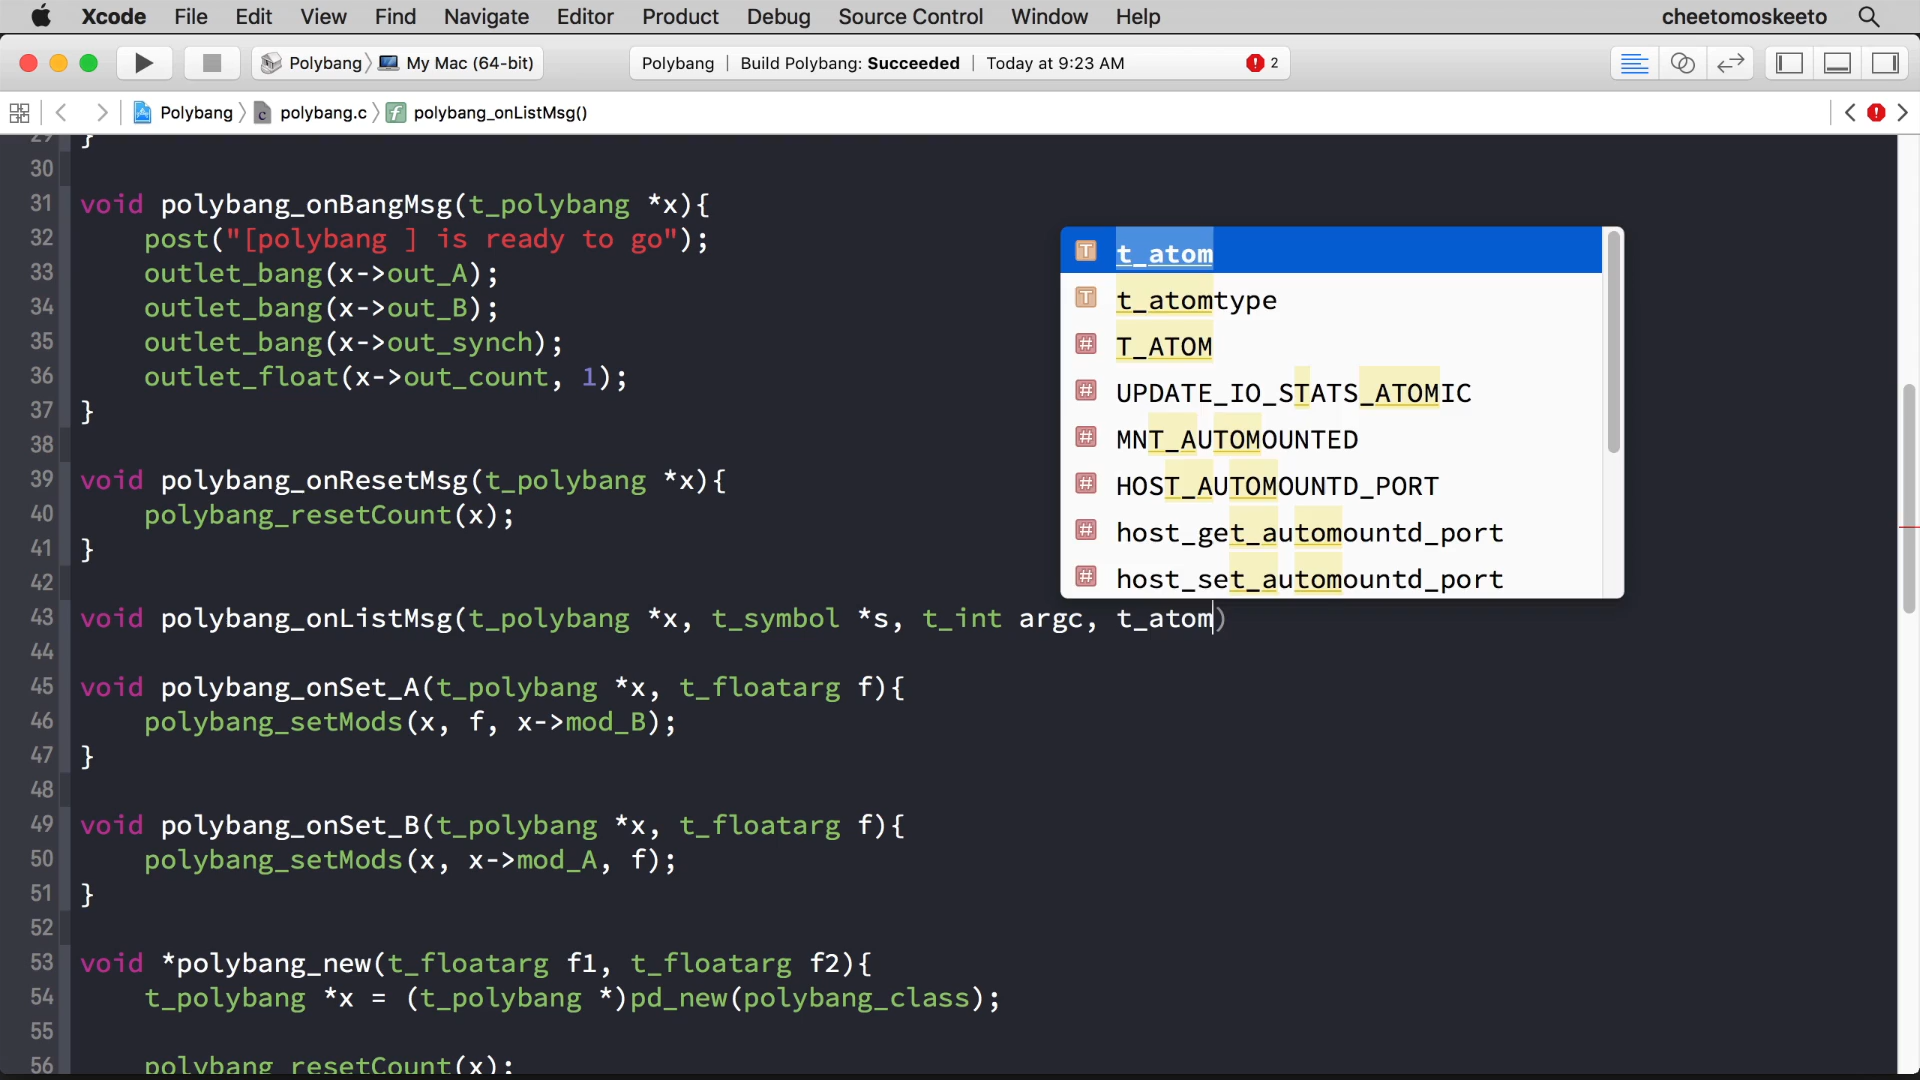 Xcode File Edit View Find Navigate Editor Product Debug Source Control Window Help cheetomoskeeto
Polybang My Mac (64-bit) Polybang | Build Polybang: Succeeded | Today at 9:23 AM 2
Polybang polybang.c polybang_onListMsg()
29 }
30
31 void polybang_onBangMsg(t_polybang *x){
32 post("[polybang ] is ready to go");
33 outlet_bang(x->out_A);
34 outlet_bang(x->out_B);
35 outlet_bang(x->out_synch);
36 outlet_float(x->out_count, 1);
37 }
38
39 void polybang_onResetMsg(t_polybang *x){
40 polybang_resetCount(x);
41 }
42
T t_atom
T t_atomtype
# T_ATOM
# UPDATE_IO_STATS_ATOMIC
# MNT_AUTOMOUNTED
# HOST_AUTOMOUNTD_PORT
# host_get_automountd_port
# host_set_automountd_port
43 void polybang_onListMsg(t_polybang *x, t_symbol *s, t_int argc, t_atom)
44
45 void polybang_onSet_A(t_polybang *x, t_floatarg f){
46 polybang_setMods(x, f, x->mod_B);
47 }
48
49 void polybang_onSet_B(t_polybang *x, t_floatarg f){
50 polybang_setMods(x, x->mod_A, f);
51 }
52
53 void *polybang_new(t_floatarg f1, t_floatarg f2){
54 t_polybang *x = (t_polybang *)pd_new(polybang_class);
55
56 polybang_resetCount(x);